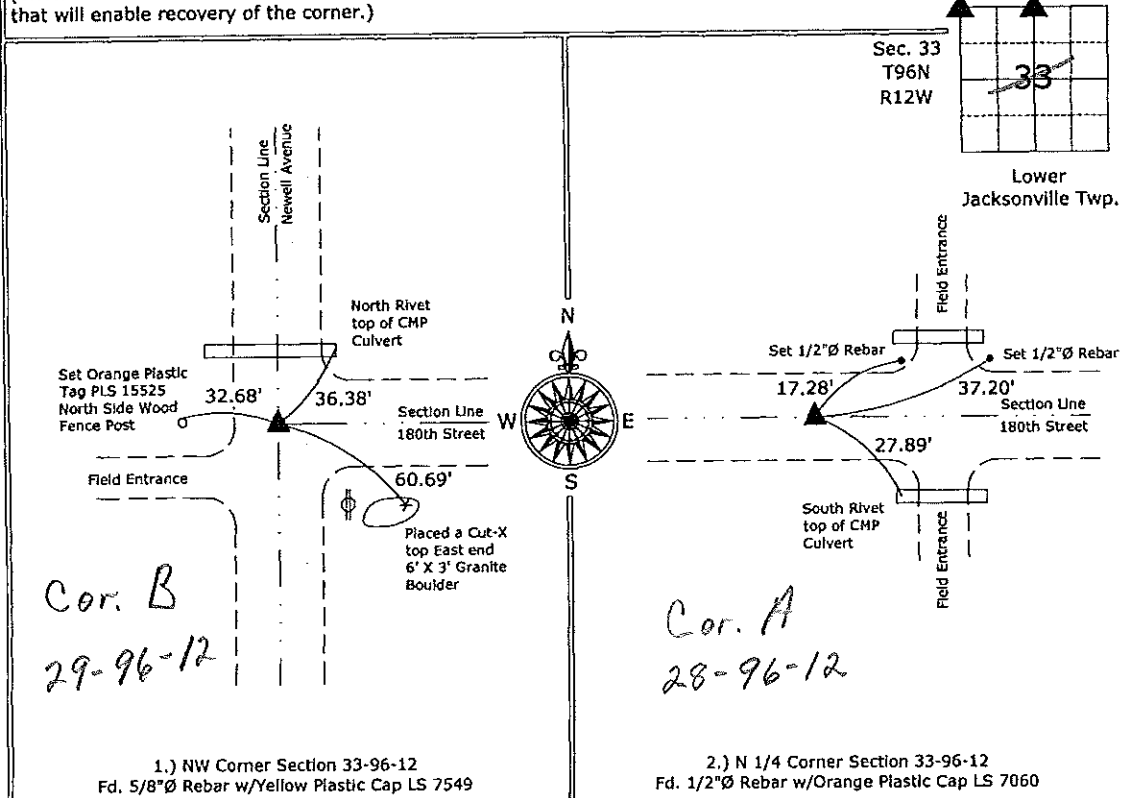 that will enable recovery of the corner.)
Sec. 33
T96N
R12W
33
Lower
Jacksonville Twp.
Section Line
Newell Avenue
North Rivet
top of CMP
Culvert
Set Orange Plastic
Tag PLS 15525
North Side Wood
Fence Post
32.68'
36.38'
Section Line
180th Street
Field Entrance
60.69'
Placed a Cut-X
top East end
6' X 3' Granite
Boulder
Cor. B
29-96-12
1.) NW Corner Section 33-96-12
Fd. 5/8"Ø Rebar w/Yellow Plastic Cap LS 7549
N
W
E
S
Field Entrance
Set 1/2"Ø Rebar
Set 1/2"Ø Rebar
17.28'
37.20'
Section Line
180th Street
27.89'
South Rivet
top of CMP
Culvert
Field Entrance
Cor. A
28-96-12
2.) N 1/4 Corner Section 33-96-12
Fd. 1/2"Ø Rebar w/Orange Plastic Cap LS 7060